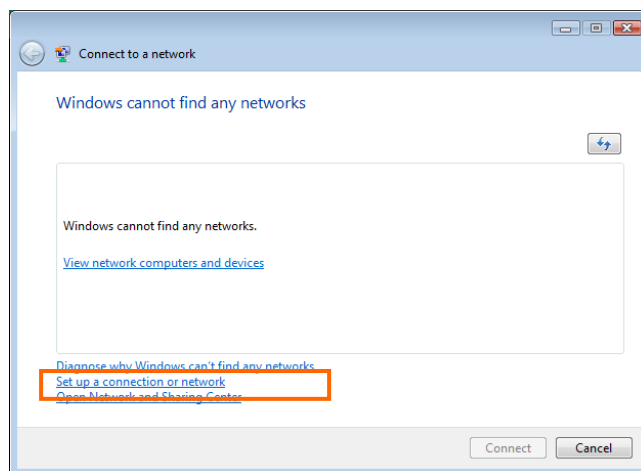 Connect to a network
Windows cannot find any networks
Windows cannot find any networks.
View network computers and devices
Diagnose why Windows can't find any networks
Set up a connection or network
Open Network and Sharing Center
Connect
Cancel